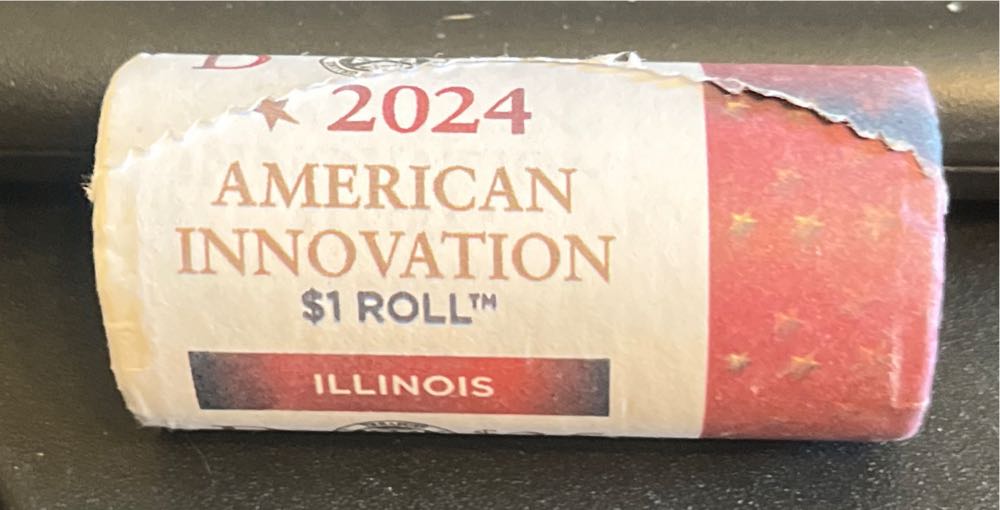 D
2024
AMERICAN
INNOVATION
$1 ROLL™
ILLINOIS